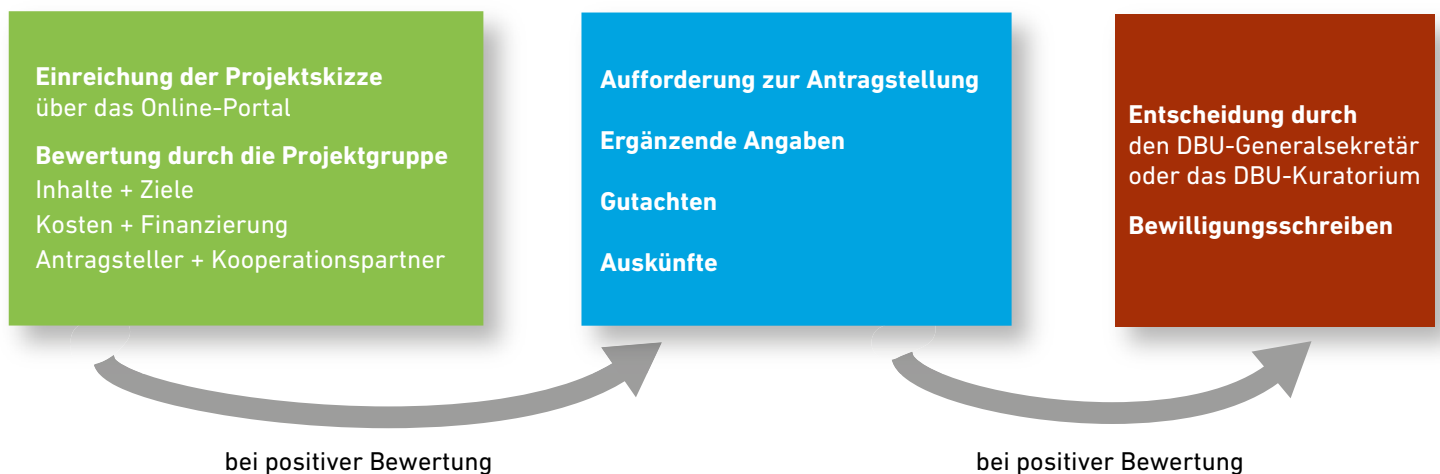 Einreichung der Projektskizze
über das Online-Portal
Bewertung durch die Projektgruppe
Inhalte + Ziele
Kosten + Finanzierung
Antragsteller + Kooperationspartner
Aufforderung zur Antragstellung
Ergänzende Angaben
Gutachten
Auskünfte
Entscheidung durch
den DBU-Generalsekretär
oder das DBU-Kuratorium
Bewilligungsschreiben
bei positiver Bewertung
bei positiver Bewertung